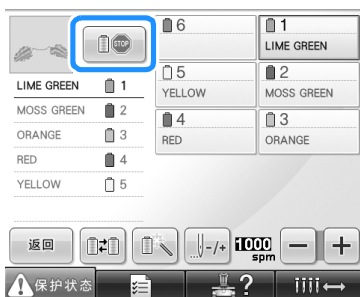 STOP
LIME GREEN 1
MOSS GREEN 2
ORANGE 3
RED 4
YELLOW 5
6
1
LIME GREEN
5
YELLOW
2
MOSS GREEN
4
RED
3
ORANGE
返回
-/+
1000
spm
− +
保护状态
?